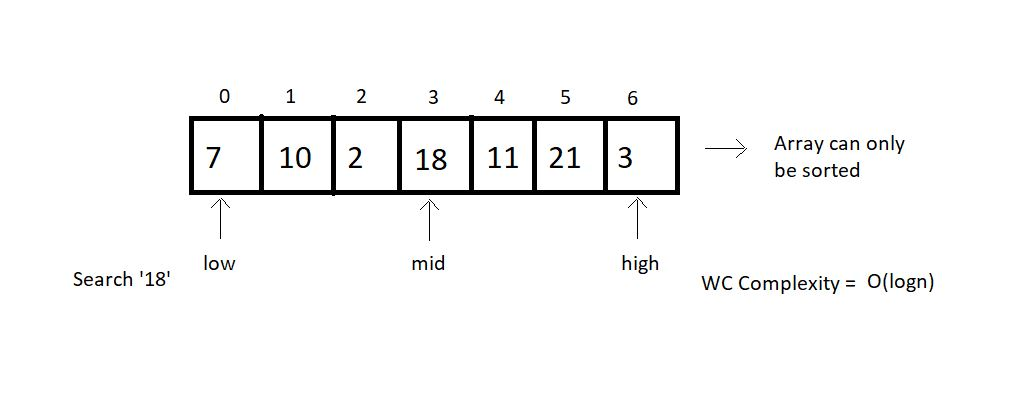 0 1 2 3 4 5 6
7 10 2 18 11 21 3
Array can only
be sorted
low mid high
Search '18'
WC Complexity = O(logn)